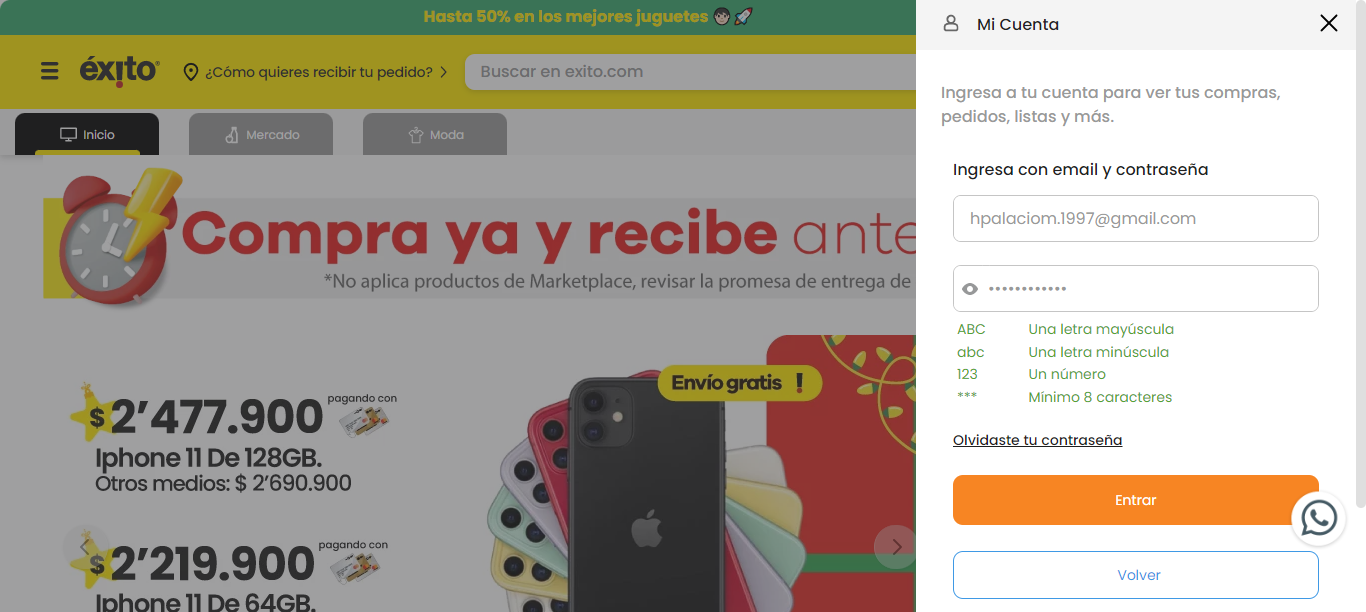 Hasta 50% en los mejores juguetes
éxito
¿Cómo quieres recibir tu pedido?
Buscar en exito.com
Inicio
Mercado
Moda
Compra ya y recibe ante
*No aplica productos de Marketplace, revisar la promesa de entrega de
Envío gratis !
$2’477.900
pagando con
Iphone 11 De 128GB.
Otros medios: $ 2’690.900
$2’219.900
pagando con
Iphone 11 De 64GB.
Mi Cuenta
Ingresa a tu cuenta para ver tus compras,
pedidos, listas y más.
Ingresa con email y contraseña
hpalaciom.1997@gmail.com
••••••••••••
ABC Una letra mayúscula
abc Una letra minúscula
123 Un número
*** Mínimo 8 caracteres
Olvidaste tu contraseña
Entrar
Volver